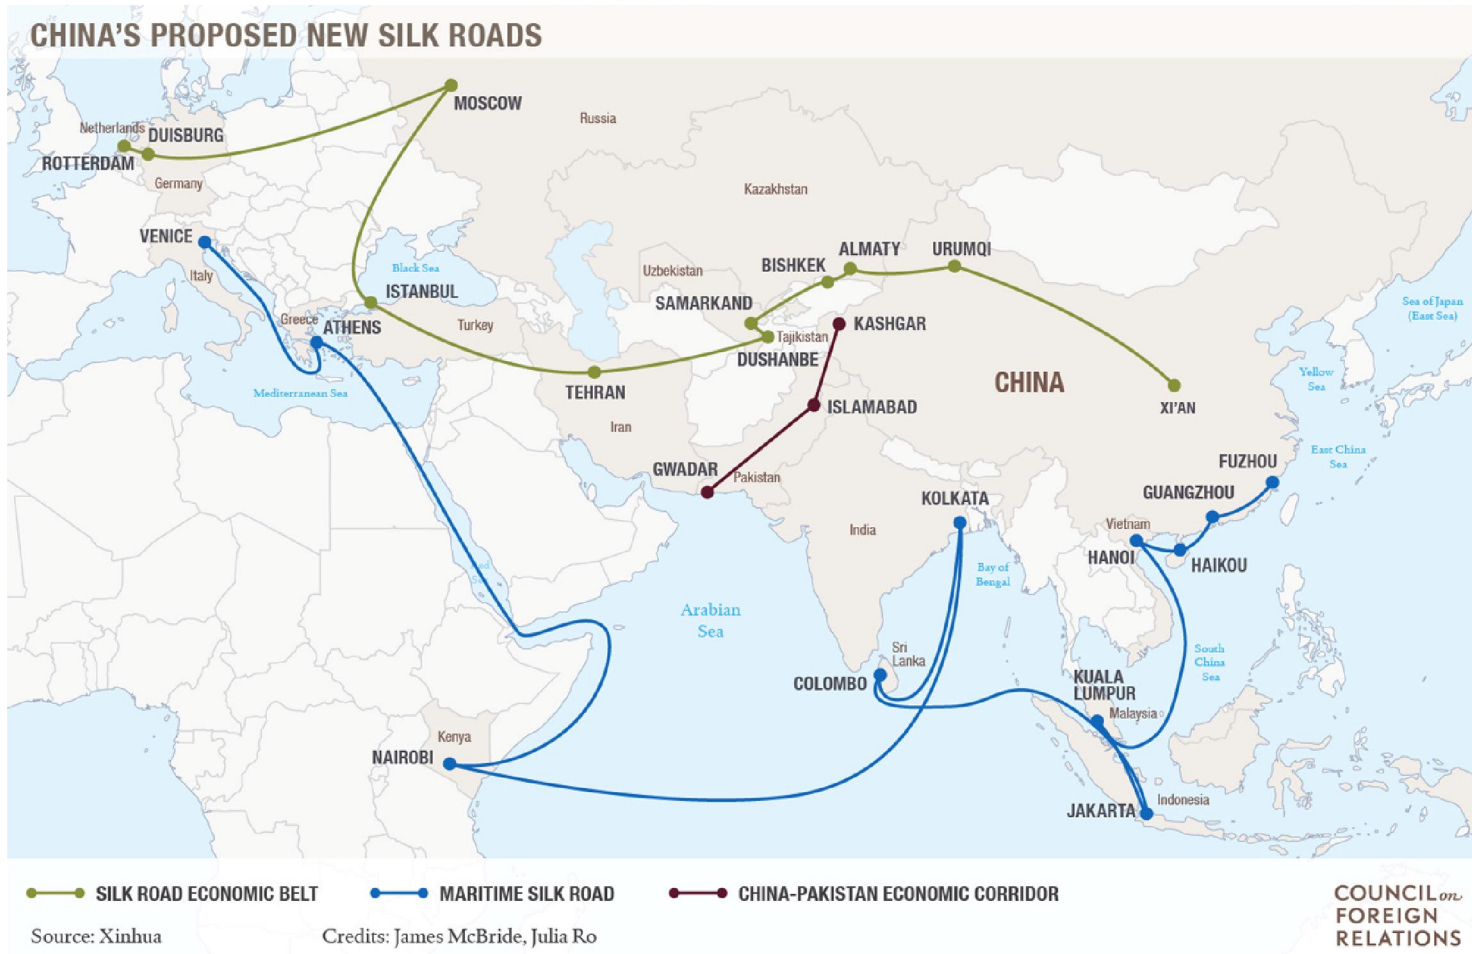 CHINA'S PROPOSED NEW SILK ROADS
MOSCOW
Russia
Netherlands
DUISBURG
ROTTERDAM
Germany
Kazakhstan
VENICE
ALMATY
URUMQI
Black Sea
BISHKEK
Uzbekistan
Italy
ISTANBUL
SAMARKAND
Sea of Japan
(East Sea)
Greece
ATHENS
Turkey
KASHGAR
Tajikistan
DUSHANBE
Mediterranean Sea
TEHRAN
CHINA
Yellow
Sea
XI'AN
ISLAMABAD
Iran
East China
Sea
FUZHOU
GWADAR
Pakistan
GUANGZHOU
KOLKATA
India
Vietnam
HANOI
HAIKOU
Red
Sea
Bay of
Bengal
Arabian
Sea
Sri
Lanka
South
China
Sea
COLOMBO
KUALA
LUMPUR
Malaysia
Kenya
NAIROBI
JAKARTA
Indonesia
SILK ROAD ECONOMIC BELT
MARITIME SILK ROAD
CHINA-PAKISTAN ECONOMIC CORRIDOR
Source: Xinhua
Credits: James McBride, Julia Ro
COUNCIL on
FOREIGN
RELATIONS